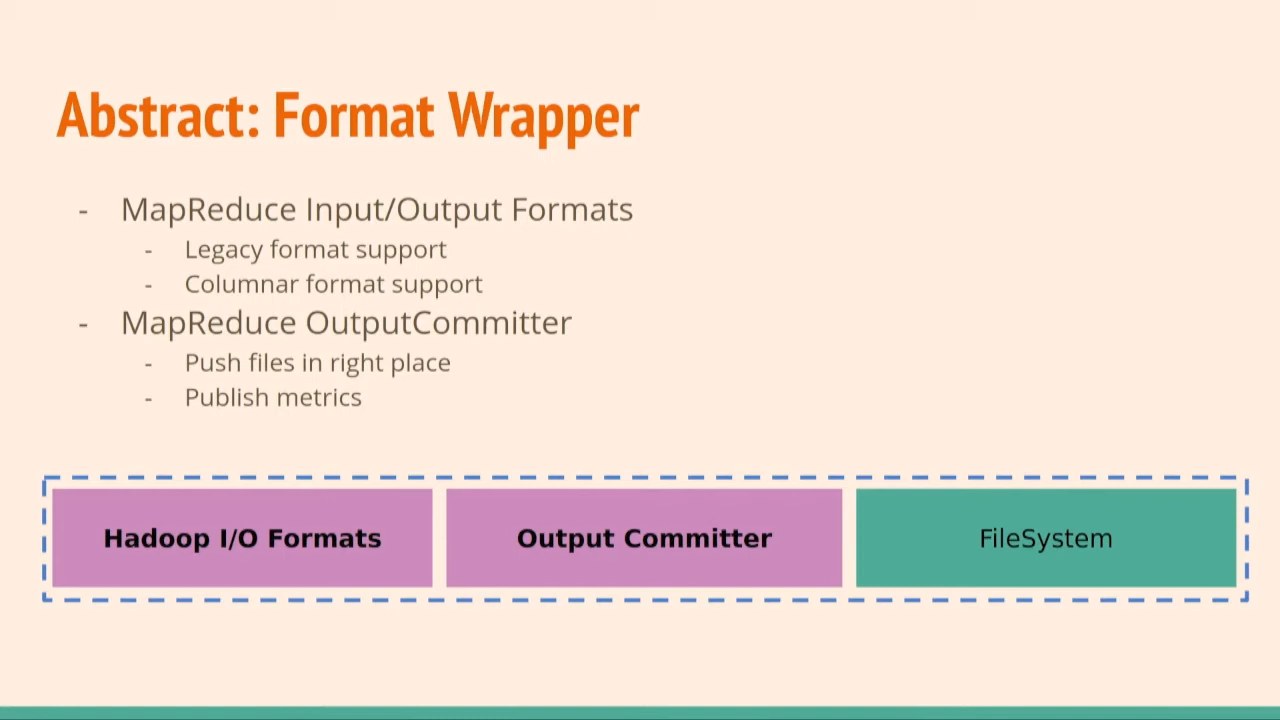 Abstract: Format Wrapper
- MapReduce Input/Output Formats
- Legacy format support
- Columnar format support
- MapReduce OutputCommitter
- Push files in right place
- Publish metrics
Hadoop I/O Formats
Output Committer
FileSystem